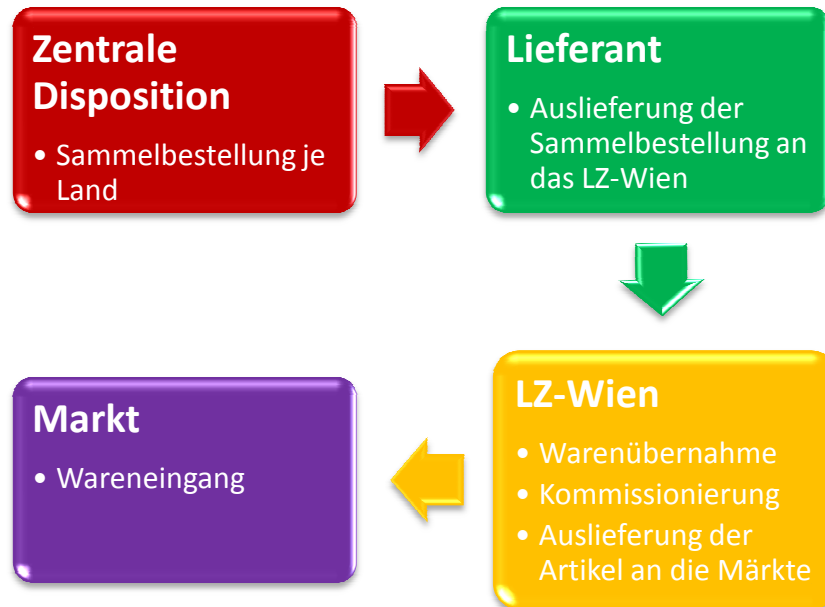 Zentrale
Disposition
• Sammelbestellung je
Land
Lieferant
• Auslieferung der
Sammelbestellung an
das LZ-Wien
LZ-Wien
• Warenübernahme
• Kommissionierung
• Auslieferung der
Artikel an die Märkte
Markt
• Wareneingang